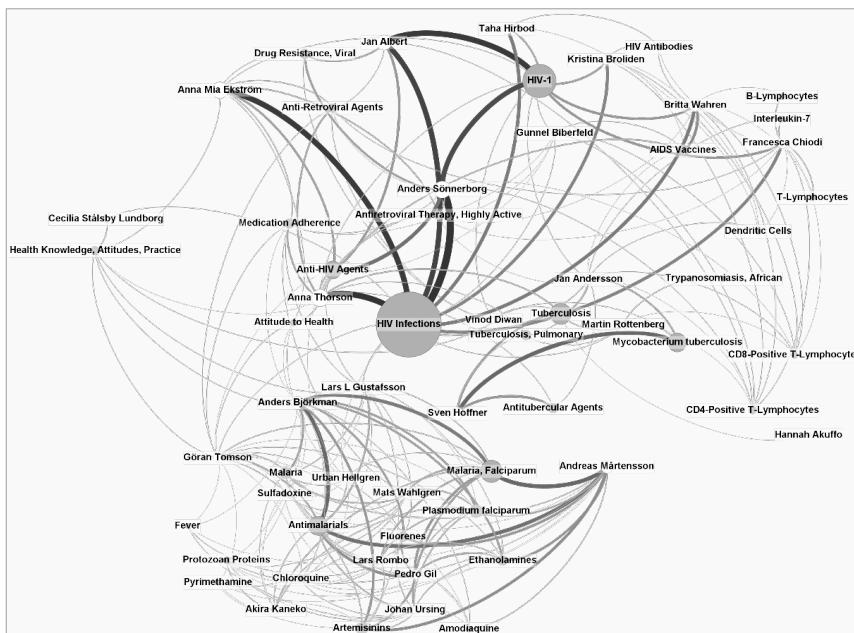 Taha Hirbod
Jan Albert
HIV Antibodies
Drug Resistance, Viral
Kristina Broliden
HIV-1
Anna Mia Ekström
B-Lymphocytes
Anti-Retroviral Agents
Britta Wahren
Interleukin-7
Gunnel Biberfeld
Francesca Chiodi
AIDS Vaccines
Anders Sönnerborg
T-Lymphocytes
Cecilia Stålsby Lundborg
Antiretroviral Therapy, Highly Active
Medication Adherence
Dendritic Cells
Health Knowledge, Attitudes, Practice
Anti-HIV Agents
Jan Andersson
Trypanosomiasis, African
Anna Thorson
Tuberculosis
Vinod Diwan
Attitude to Health
HIV Infections
Martin Rottenberg
Tuberculosis, Pulmonary
Mycobacterium tuberculosis
CD8-Positive T-Lymphocyte
Lars L Gustafsson
Anders Björkman
Sven Hoffner
Antitubercular Agents
CD4-Positive T-Lymphocytes
Hannah Akuffo
Göran Tomson
Malaria
Malaria, Falciparum
Andreas Mårtensson
Urban Hellgren
Sulfadoxine
Mats Wahlgren
Plasmodium falciparum
Fever
Antimalarials
Fluorenes
Protozoan Proteins
Lars Rombo
Ethanolamines
Pyrimethamine
Chloroquine
Pedro Gil
Akira Kaneko
Johan Ursing
Artemisinins
Amodiaquine